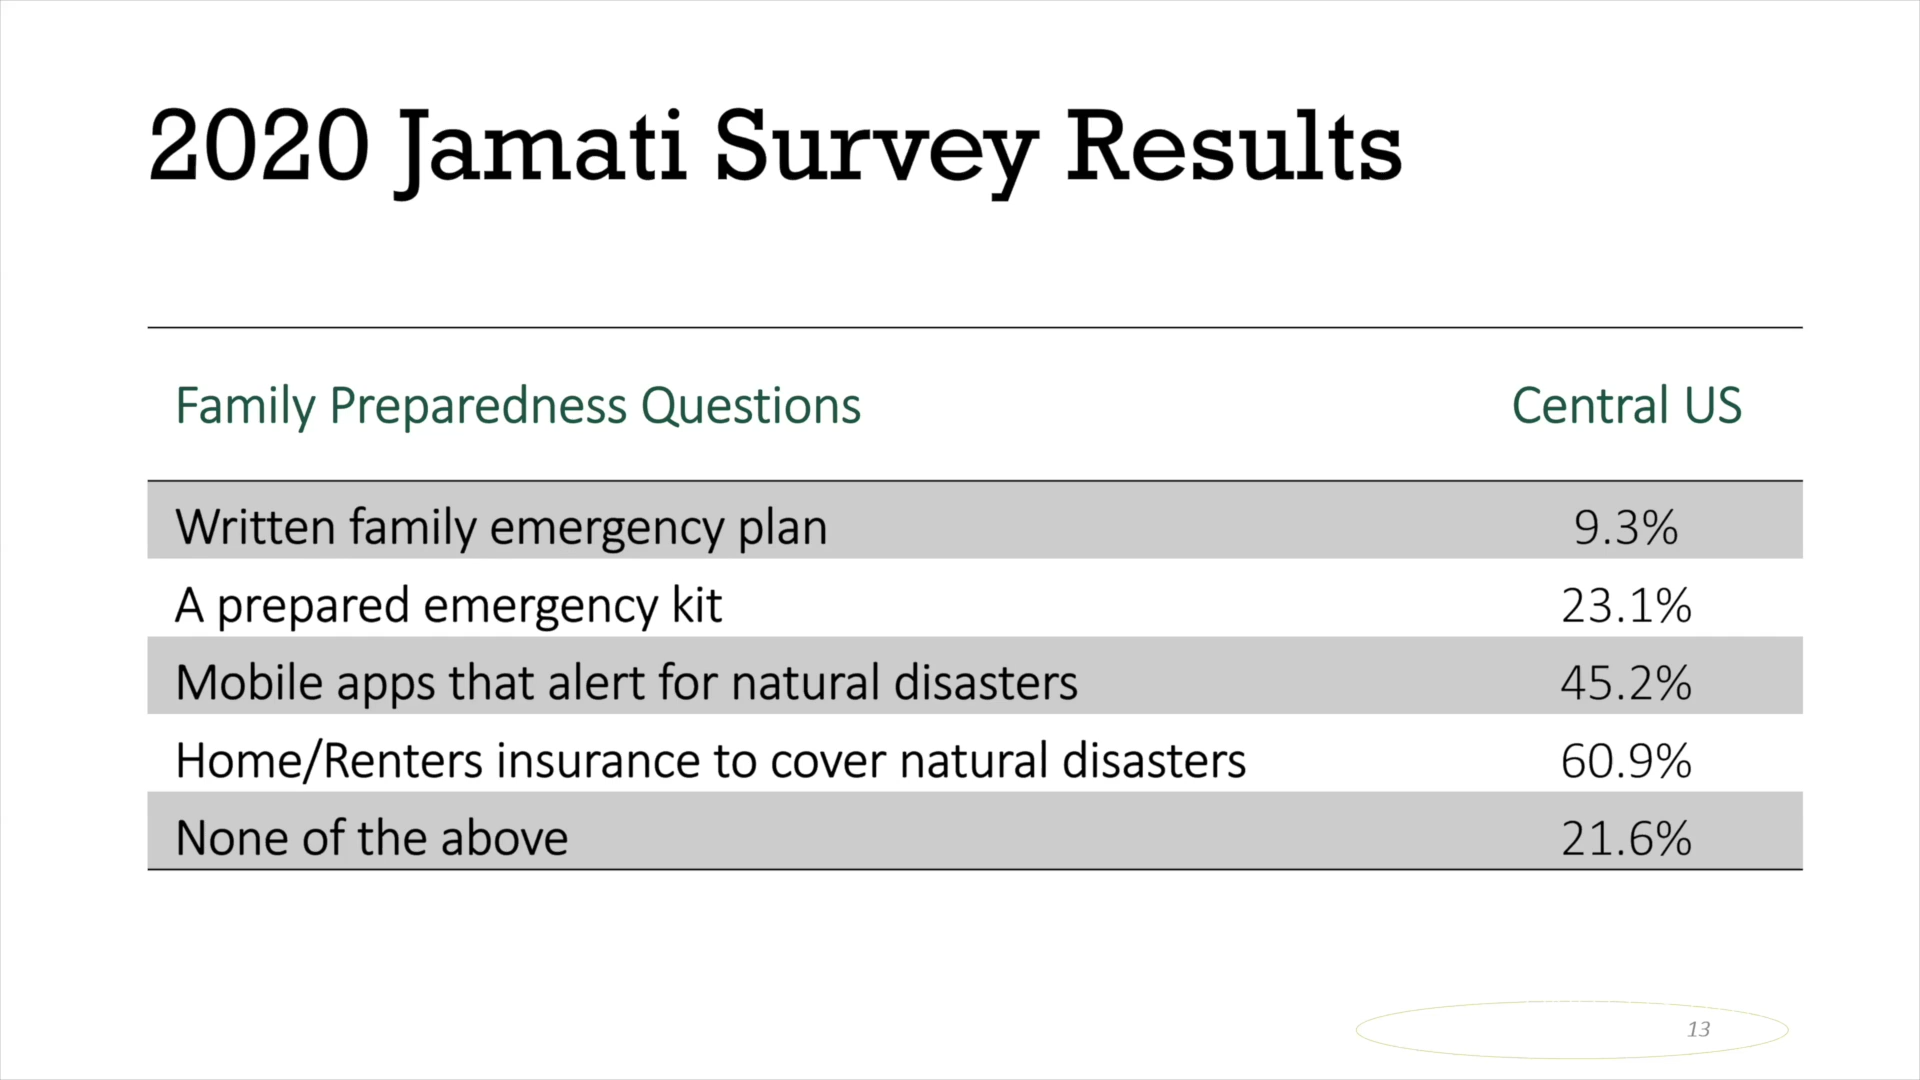 2020 Jamati Survey Results
Family Preparedness Questions Central US
Written family emergency plan 9.3%
A prepared emergency kit 23.1%
Mobile apps that alert for natural disasters 45.2%
Home/Renters insurance to cover natural disasters 60.9%
None of the above 21.6%
13